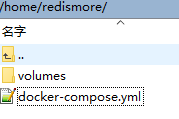 /home/redismore/
名字
..
volumes
docker-compose.yml